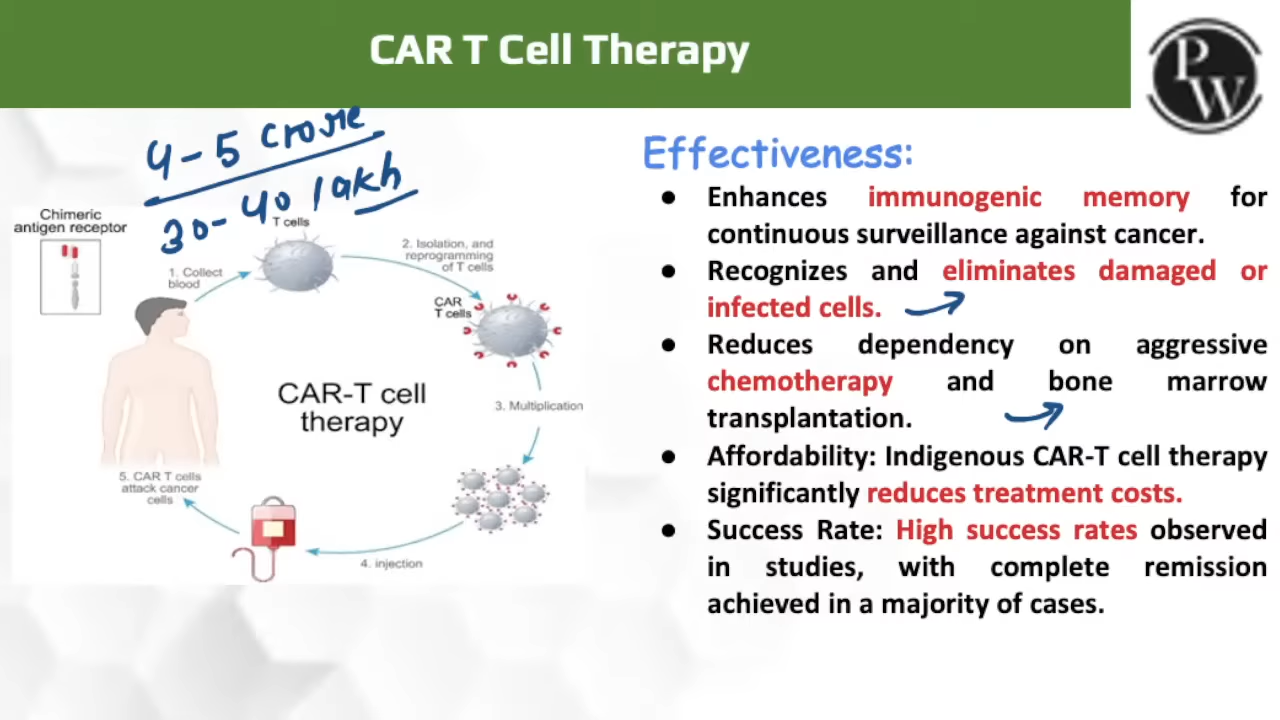 CAR T Cell Therapy
PW
4-5 crore
30-40 lakh
Chimeric
antigen receptor
T cells
1. Collect
blood
2. Isolation, and
reprogramming
of T cells
CAR
T cells
CAR-T cell
therapy
3. Multiplication
4. injection
5. CAR T cells
attack cancer
cells
Effectiveness:
● Enhances immunogenic memory for
continuous surveillance against cancer.
● Recognizes and eliminates damaged or
infected cells.
● Reduces dependency on aggressive
chemotherapy and bone marrow
transplantation.
● Affordability: Indigenous CAR-T cell therapy
significantly reduces treatment costs.
● Success Rate: High success rates observed
in studies, with complete remission
achieved in a majority of cases.